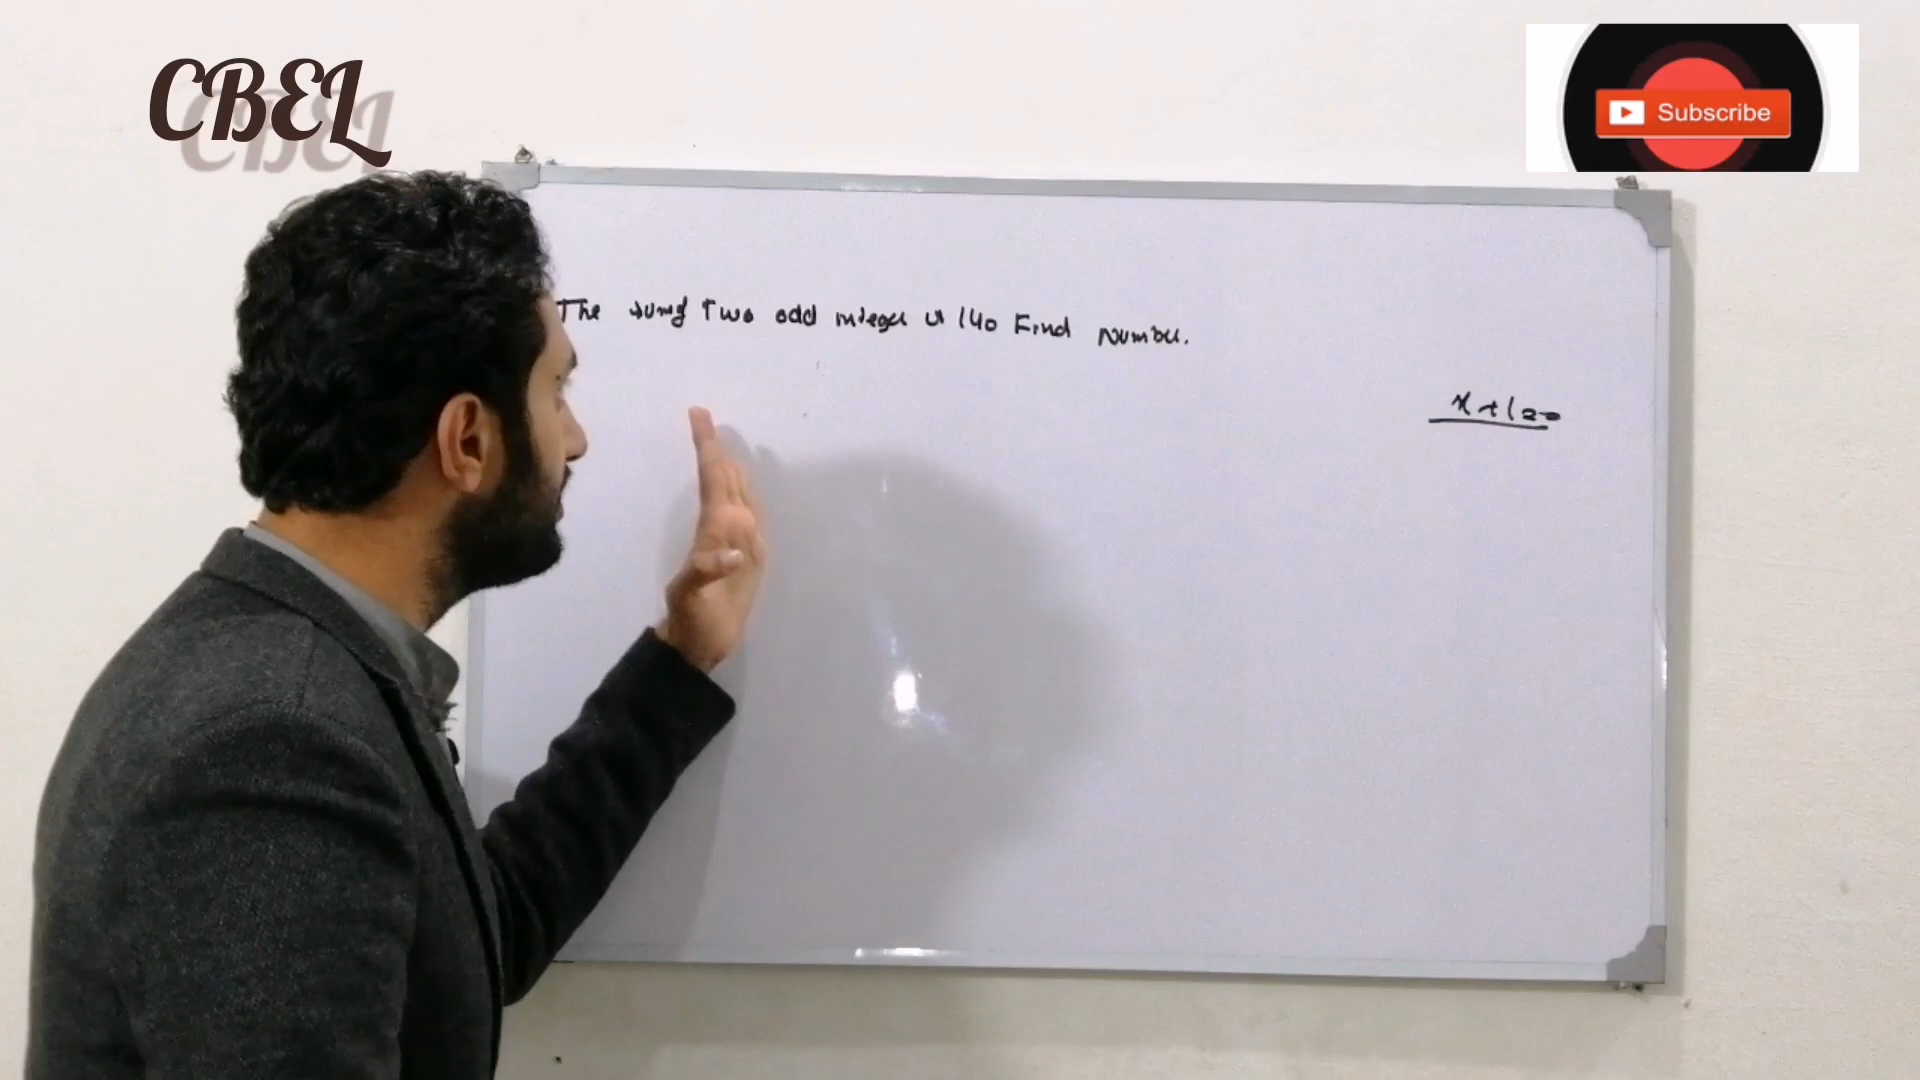 CBEL
Subscribe
The sum of Two odd integer is 140 Find Number.
x+1=0